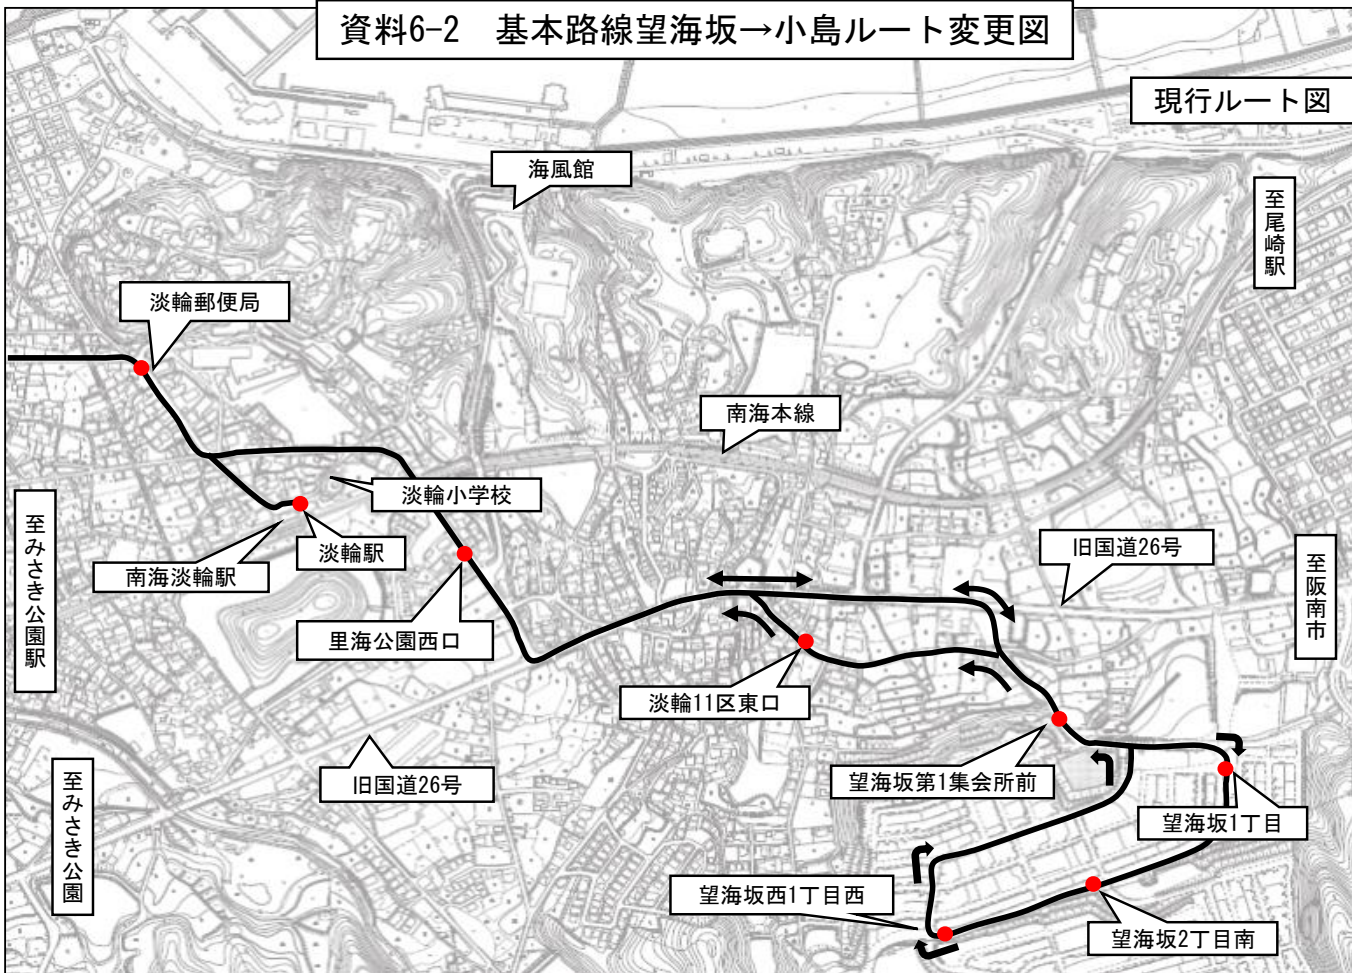 資料6-2　基本路線望海坂→小島ルート変更図
現行ルート図
海風館
至尾崎駅
淡輪郵便局
南海本線
淡輪小学校
至みさき公園駅
淡輪駅
旧国道26号
至阪南市
南海淡輪駅
里海公園西口
淡輪11区東口
旧国道26号
望海坂第1集会所前
至みさき公園
望海坂1丁目
望海坂西1丁目西
望海坂2丁目南